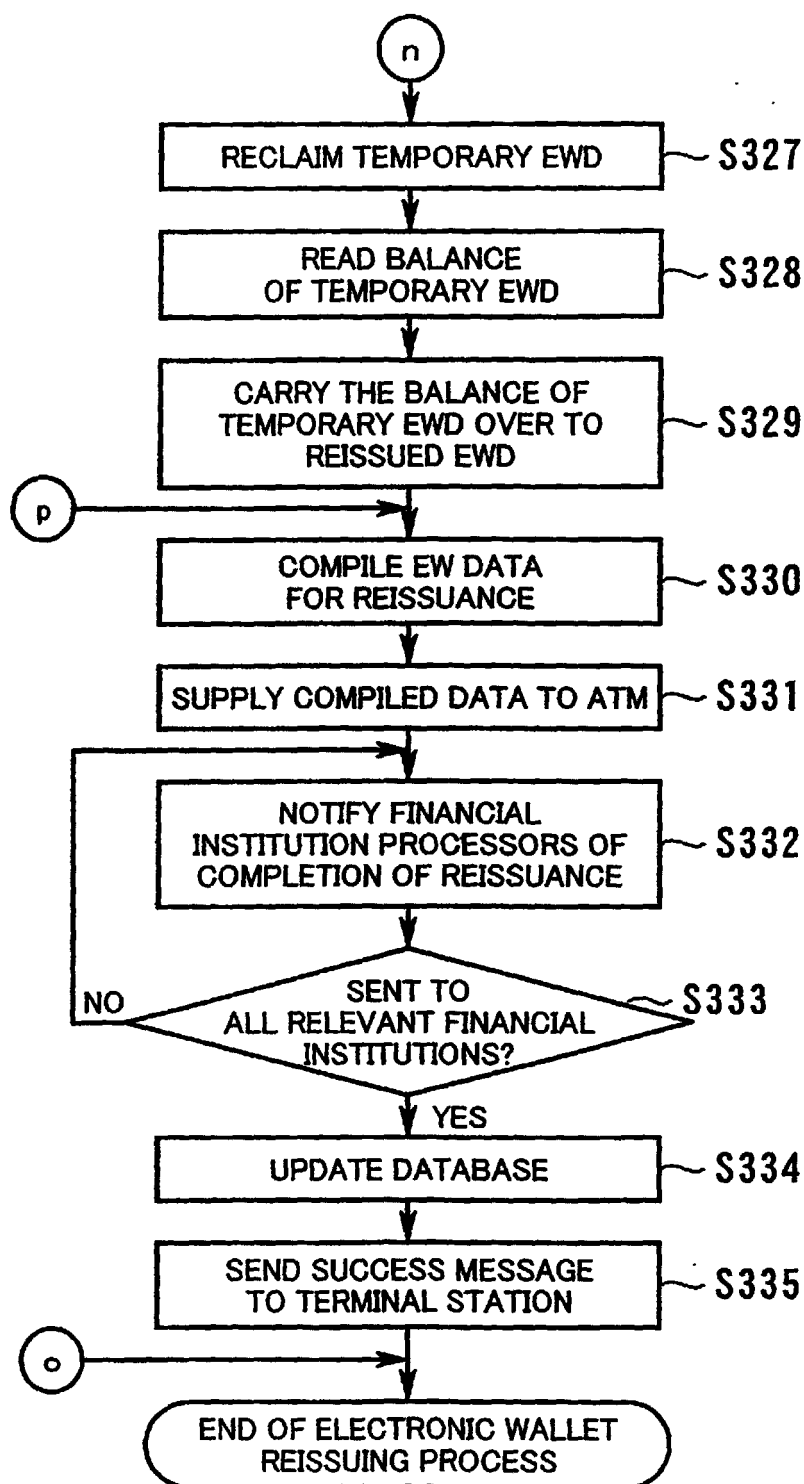 n
RECLAIM TEMPORARY EWD
S327
READ BALANCE
OF TEMPORARY EWD
S328
CARRY THE BALANCE OF
TEMPORARY EWD OVER TO
REISSUED EWD
S329
p
COMPILE EW DATA
FOR REISSUANCE
S330
SUPPLY COMPILED DATA TO ATM
S331
NOTIFY FINANCIAL
INSTITUTION PROCESSORS OF
COMPLETION OF REISSUANCE
S332
SENT TO
ALL RELEVANT FINANCIAL
INSTITUTIONS?
S333
NO
YES
UPDATE DATABASE
S334
SEND SUCCESS MESSAGE
TO TERMINAL STATION
S335
o
END OF ELECTRONIC WALLET
REISSUING PROCESS